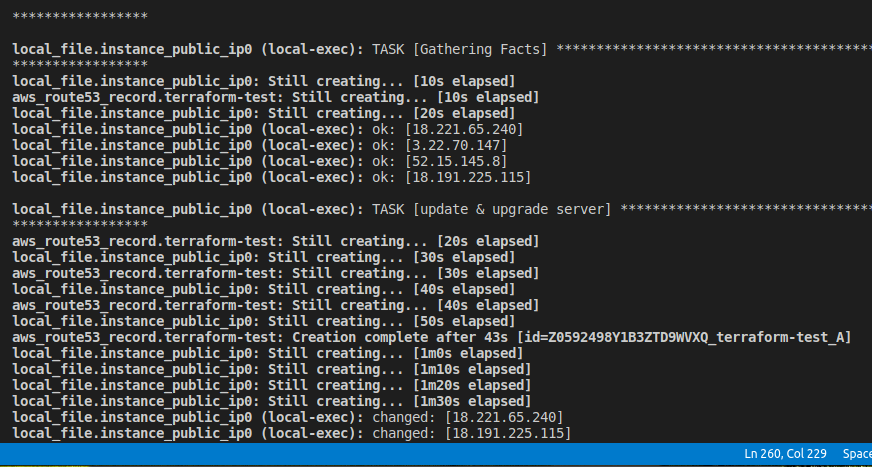 *****************
local_file.instance_public_ip0 (local-exec): TASK [Gathering Facts] ****************************************
*****************
local_file.instance_public_ip0: Still creating... [10s elapsed]
aws_route53_record.terraform-test: Still creating... [10s elapsed]
local_file.instance_public_ip0: Still creating... [20s elapsed]
local_file.instance_public_ip0 (local-exec): ok: [18.221.65.240]
local_file.instance_public_ip0 (local-exec): ok: [3.22.70.147]
local_file.instance_public_ip0 (local-exec): ok: [52.15.145.8]
local_file.instance_public_ip0 (local-exec): ok: [18.191.225.115]
local_file.instance_public_ip0 (local-exec): TASK [update & upgrade server] ********************************
*****************
aws_route53_record.terraform-test: Still creating... [20s elapsed]
local_file.instance_public_ip0: Still creating... [30s elapsed]
aws_route53_record.terraform-test: Still creating... [30s elapsed]
local_file.instance_public_ip0: Still creating... [40s elapsed]
aws_route53_record.terraform-test: Still creating... [40s elapsed]
local_file.instance_public_ip0: Still creating... [50s elapsed]
aws_route53_record.terraform-test: Creation complete after 43s [id=Z0592498Y1B3ZTD9WVXQ_terraform-test_A]
local_file.instance_public_ip0: Still creating... [1m0s elapsed]
local_file.instance_public_ip0: Still creating... [1m10s elapsed]
local_file.instance_public_ip0: Still creating... [1m20s elapsed]
local_file.instance_public_ip0: Still creating... [1m30s elapsed]
local_file.instance_public_ip0 (local-exec): changed: [18.221.65.240]
local_file.instance_public_ip0 (local-exec): changed: [18.191.225.115]
Ln 260, Col 229 Space